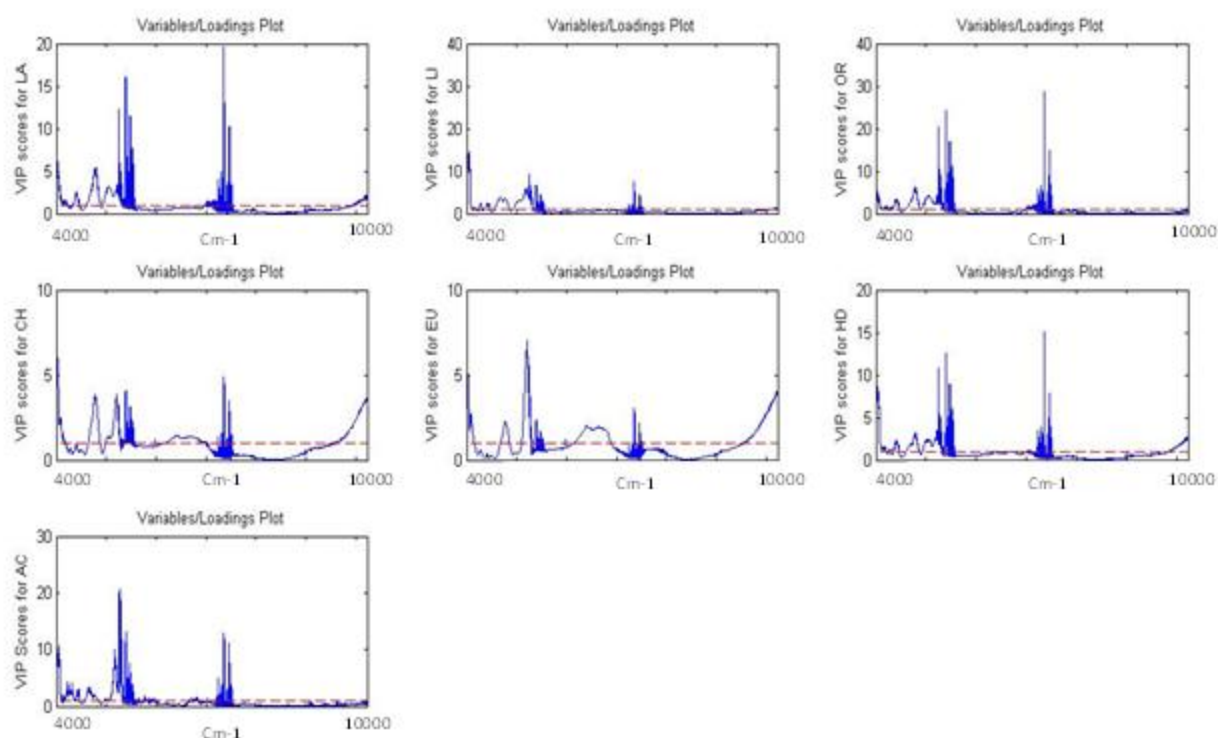 Variables/Loadings Plot
VIP scores for LA
20
15
10
5
0
4000
Cm-1
10000
Variables/Loadings Plot
VIP scores for LI
40
30
20
10
0
4000
Cm-1
10000
Variables/Loadings Plot
VIP scores for OR
40
30
20
10
0
4000
Cm-1
10000
Variables/Loadings Plot
VIP scores for CH
10
5
0
4000
Cm-1
10000
Variables/Loadings Plot
VIP scores for EU
10
5
0
4000
Cm-1
10000
Variables/Loadings Plot
VIP scores for HD
20
15
10
5
0
4000
Cm-1
10000
Variables/Loadings Plot
VIP Scores for AC
30
20
10
0
4000
Cm-1
10000